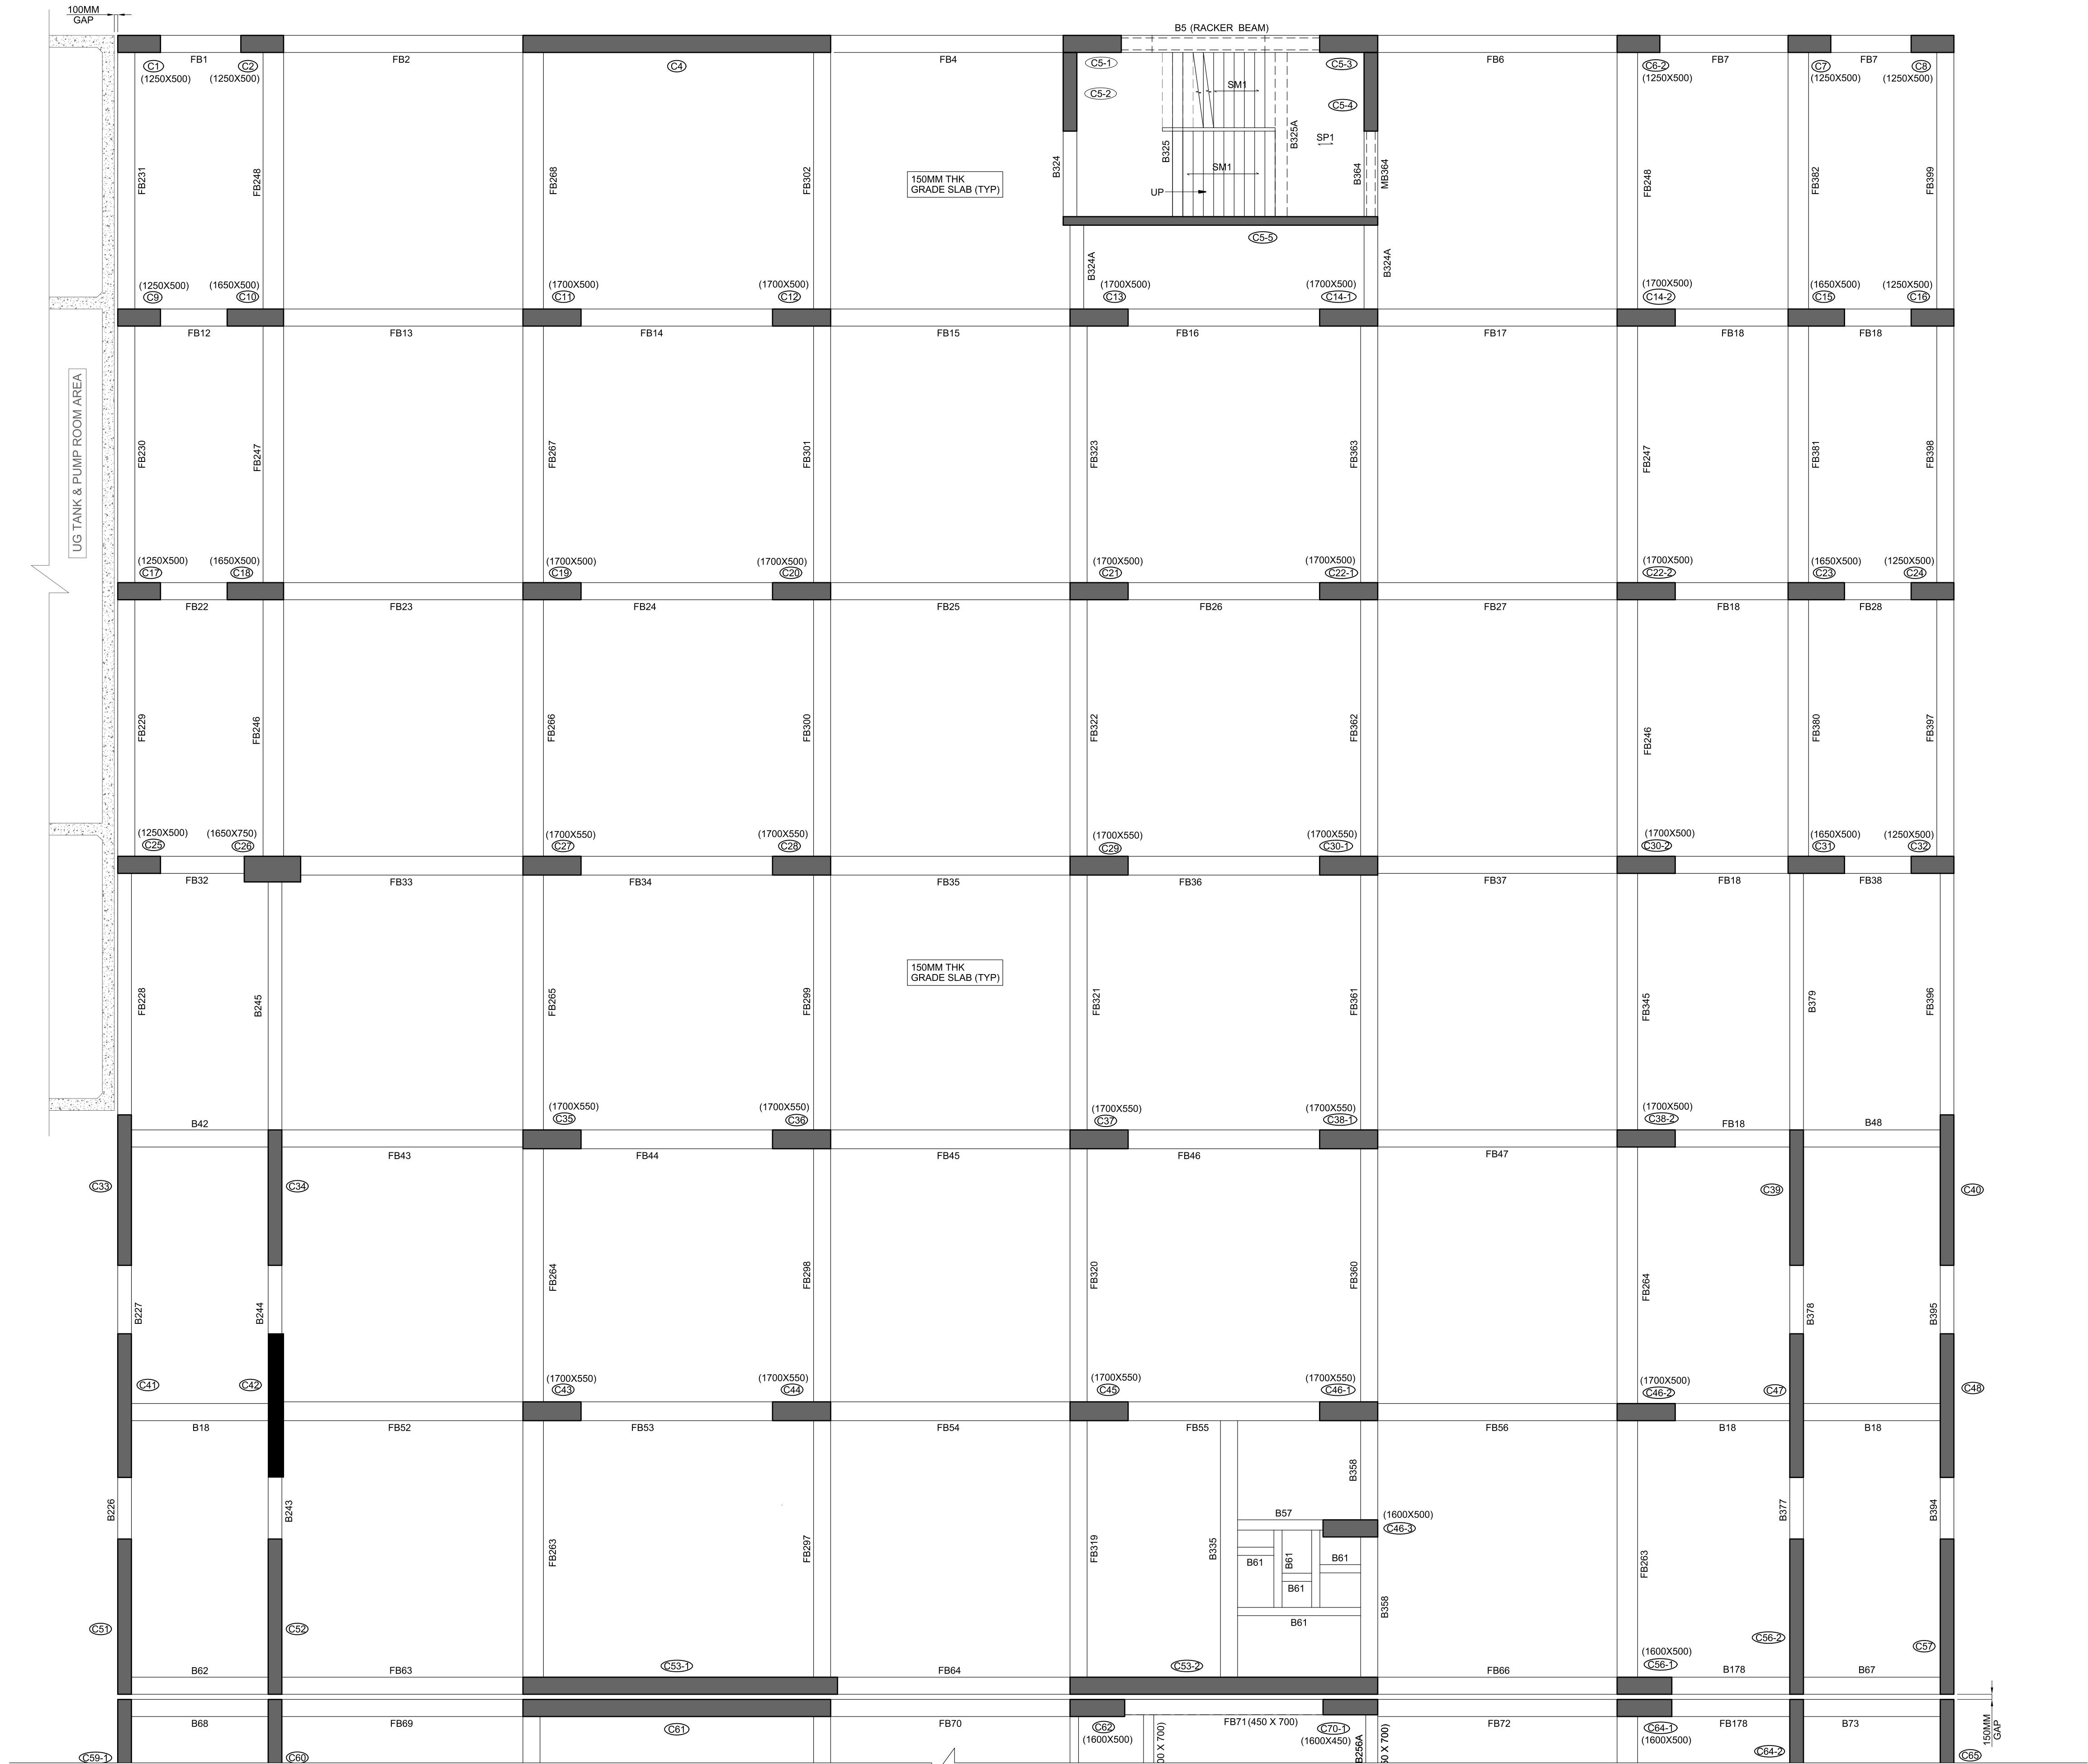 100MM
GAP
B5 (RACKER BEAM)
FB1
FB2
FB4
FB6
FB7
FB7
C1
C2
C4
C5-1
C5-3
C6-2
C7
C8
(1250X500)
(1250X500)
(1250X500)
(1250X500)
(1250X500)
C5-2
SM1
C5-4
B325A
SP1
FB231
FB248
FB268
FB302
150MM THK
GRADE SLAB (TYP)
B324
B325
SM1
UP
B364
MB364
FB248
FB382
FB399
C5-5
B324A
B324A
(1250X500)
(1650X500)
(1700X500)
(1700X500)
(1700X500)
(1700X500)
(1700X500)
(1650X500)
(1250X500)
C9
C10
C11
C12
C13
C14-1
C14-2
C15
C16
FB12
FB13
FB14
FB15
FB16
FB17
FB18
FB18
UG TANK & PUMP ROOM AREA
FB230
FB247
FB267
FB301
FB323
FB363
FB247
FB381
FB398
(1250X500)
(1650X500)
(1700X500)
(1700X500)
(1700X500)
(1700X500)
(1700X500)
(1650X500)
(1250X500)
C17
C18
C19
C20
C21
C22-1
C22-2
C23
C24
FB22
FB23
FB24
FB25
FB26
FB27
FB18
FB28
FB229
FB246
FB266
FB300
FB322
FB362
FB246
FB380
FB397
(1250X500)
(1650X750)
(1700X550)
(1700X550)
(1700X550)
(1700X550)
(1700X500)
(1650X500)
(1250X500)
C25
C26
C27
C28
C29
C30-1
C30-2
C31
C32
FB32
FB33
FB34
FB35
FB36
FB37
FB18
FB38
150MM THK
GRADE SLAB (TYP)
FB228
B245
FB265
FB299
FB321
FB361
FB345
B379
FB396
(1700X550)
(1700X550)
(1700X550)
(1700X550)
(1700X500)
C35
C36
C37
C38-1
C38-2
B42
FB18
B48
FB43
FB44
FB45
FB46
FB47
C33
C34
C39
C40
B227
B244
FB264
FB298
FB320
FB360
FB264
B378
B395
(1700X550)
(1700X550)
(1700X550)
(1700X550)
(1700X500)
C41
C42
C43
C44
C45
C46-1
C46-2
C47
C48
B18
FB52
FB53
FB54
FB55
FB56
B18
B18
B358
B226
B243
B57
(1600X500)
C46-3
B377
B394
FB263
FB297
FB319
B335
B61
B61
B61
B61
B61
B358
FB263
C51
C52
C56-2
C57
(1600X500)
C56-1
B62
FB63
C53-1
FB64
C53-2
FB66
B178
B67
B68
FB69
C61
FB70
C62
(1600X500)
FB71(450 X 700)
C70-1
(1600X450)
FB72
C64-1
(1600X500)
FB178
B73
150MM
GAP
C59-1
C60
00 X 700)
B256A
50 X 700)
C64-2
C65